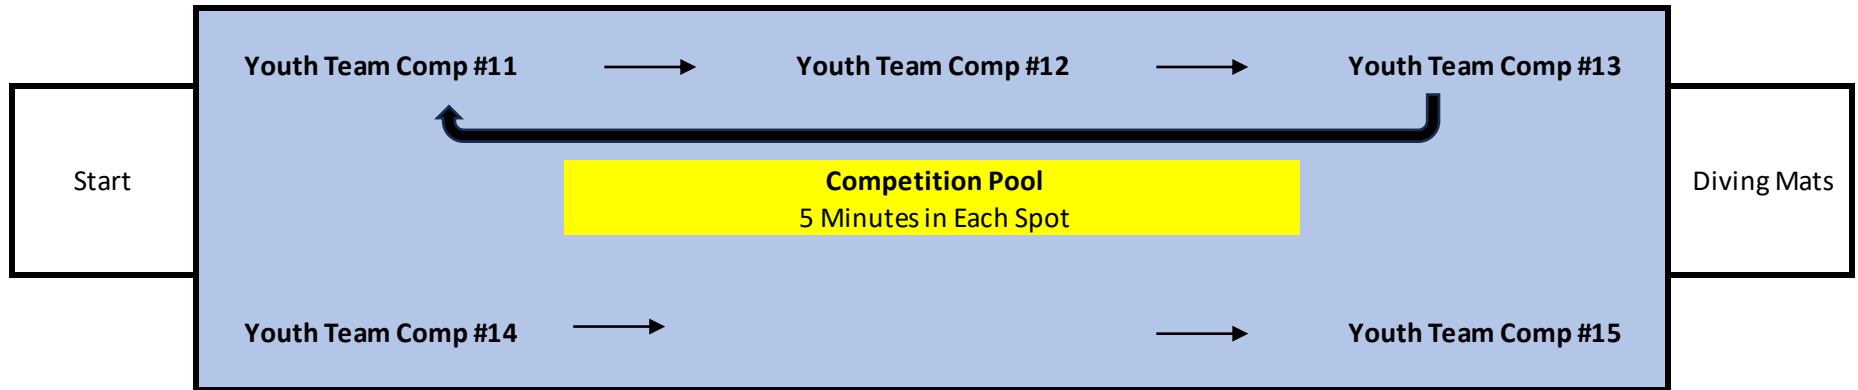 Youth Team Comp #11
Youth Team Comp #12
Youth Team Comp #13
Start
Competition Pool
5 Minutes in Each Spot
Diving Mats
Youth Team Comp #14
Youth Team Comp #15